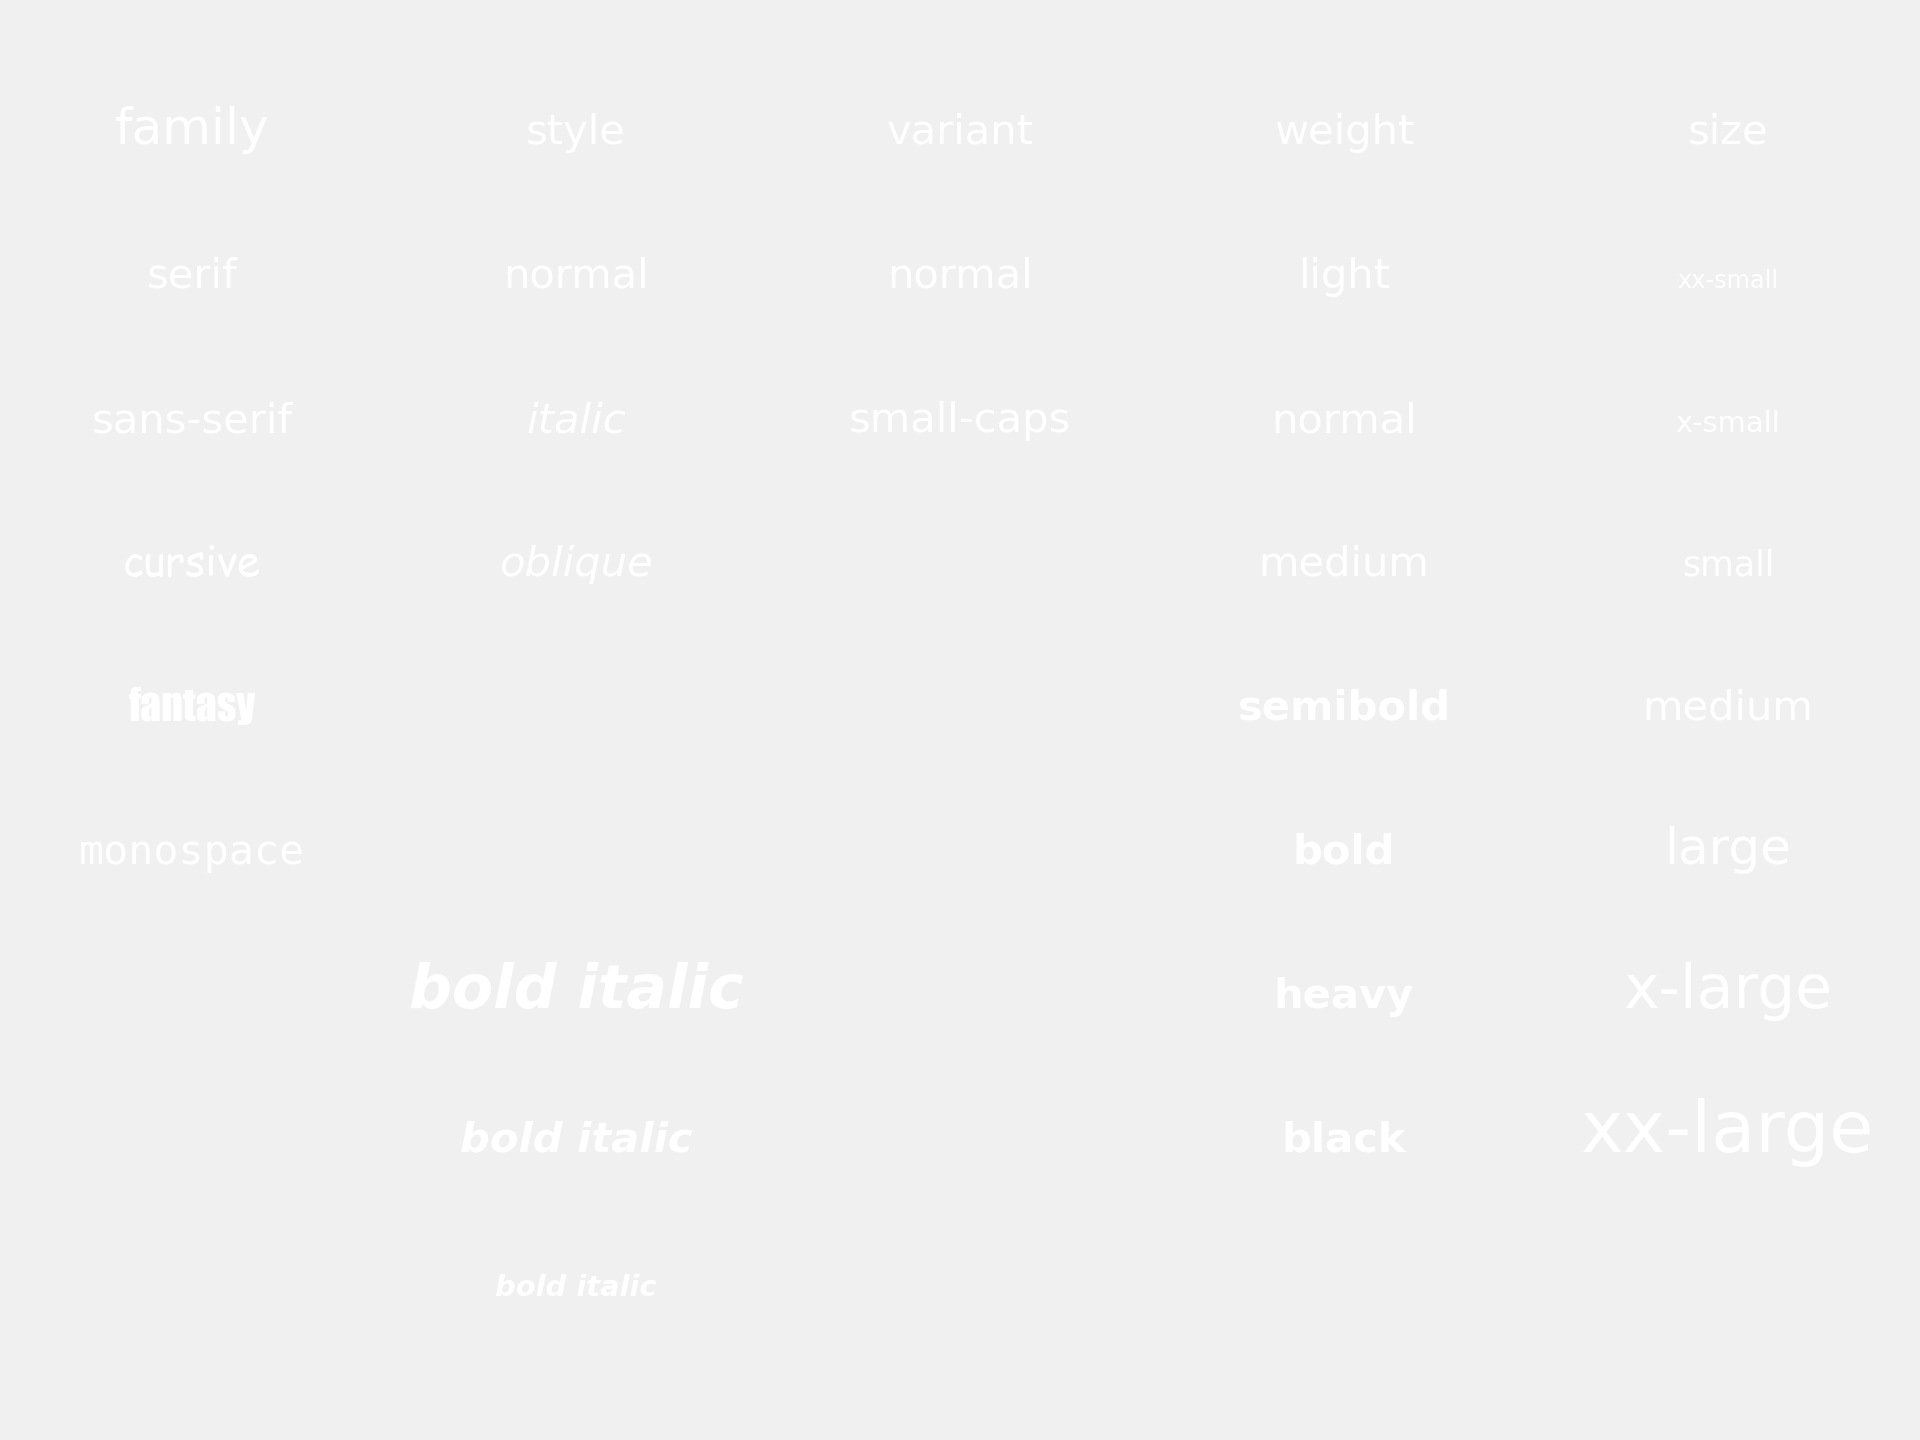 family style variant weight size
serif normal normal light xx-small
sans-serif italic small-caps normal x-small
cursive oblique medium small
fantasy semibold medium
monospace bold large
bold italic heavy x-large
bold italic black xx-large
bold italic